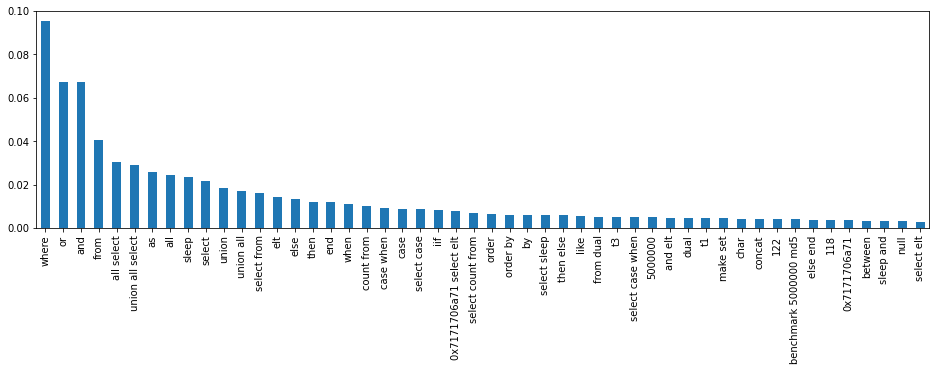 0.10
0.08
0.06
0.04
0.02
0.00
where
or
and
from
all select
union all select
as
all
sleep
select
union
union all
select from
elt
else
then
end
when
count from
case when
case
select case
iif
0x7171706a71 select elt
select count from
order
order by
by
select sleep
then else
like
from dual
t3
select case when
5000000
and elt
dual
t1
make set
char
concat
122
benchmark 5000000 md5
else end
118
0x7171706a71
between
sleep and
null
select elt